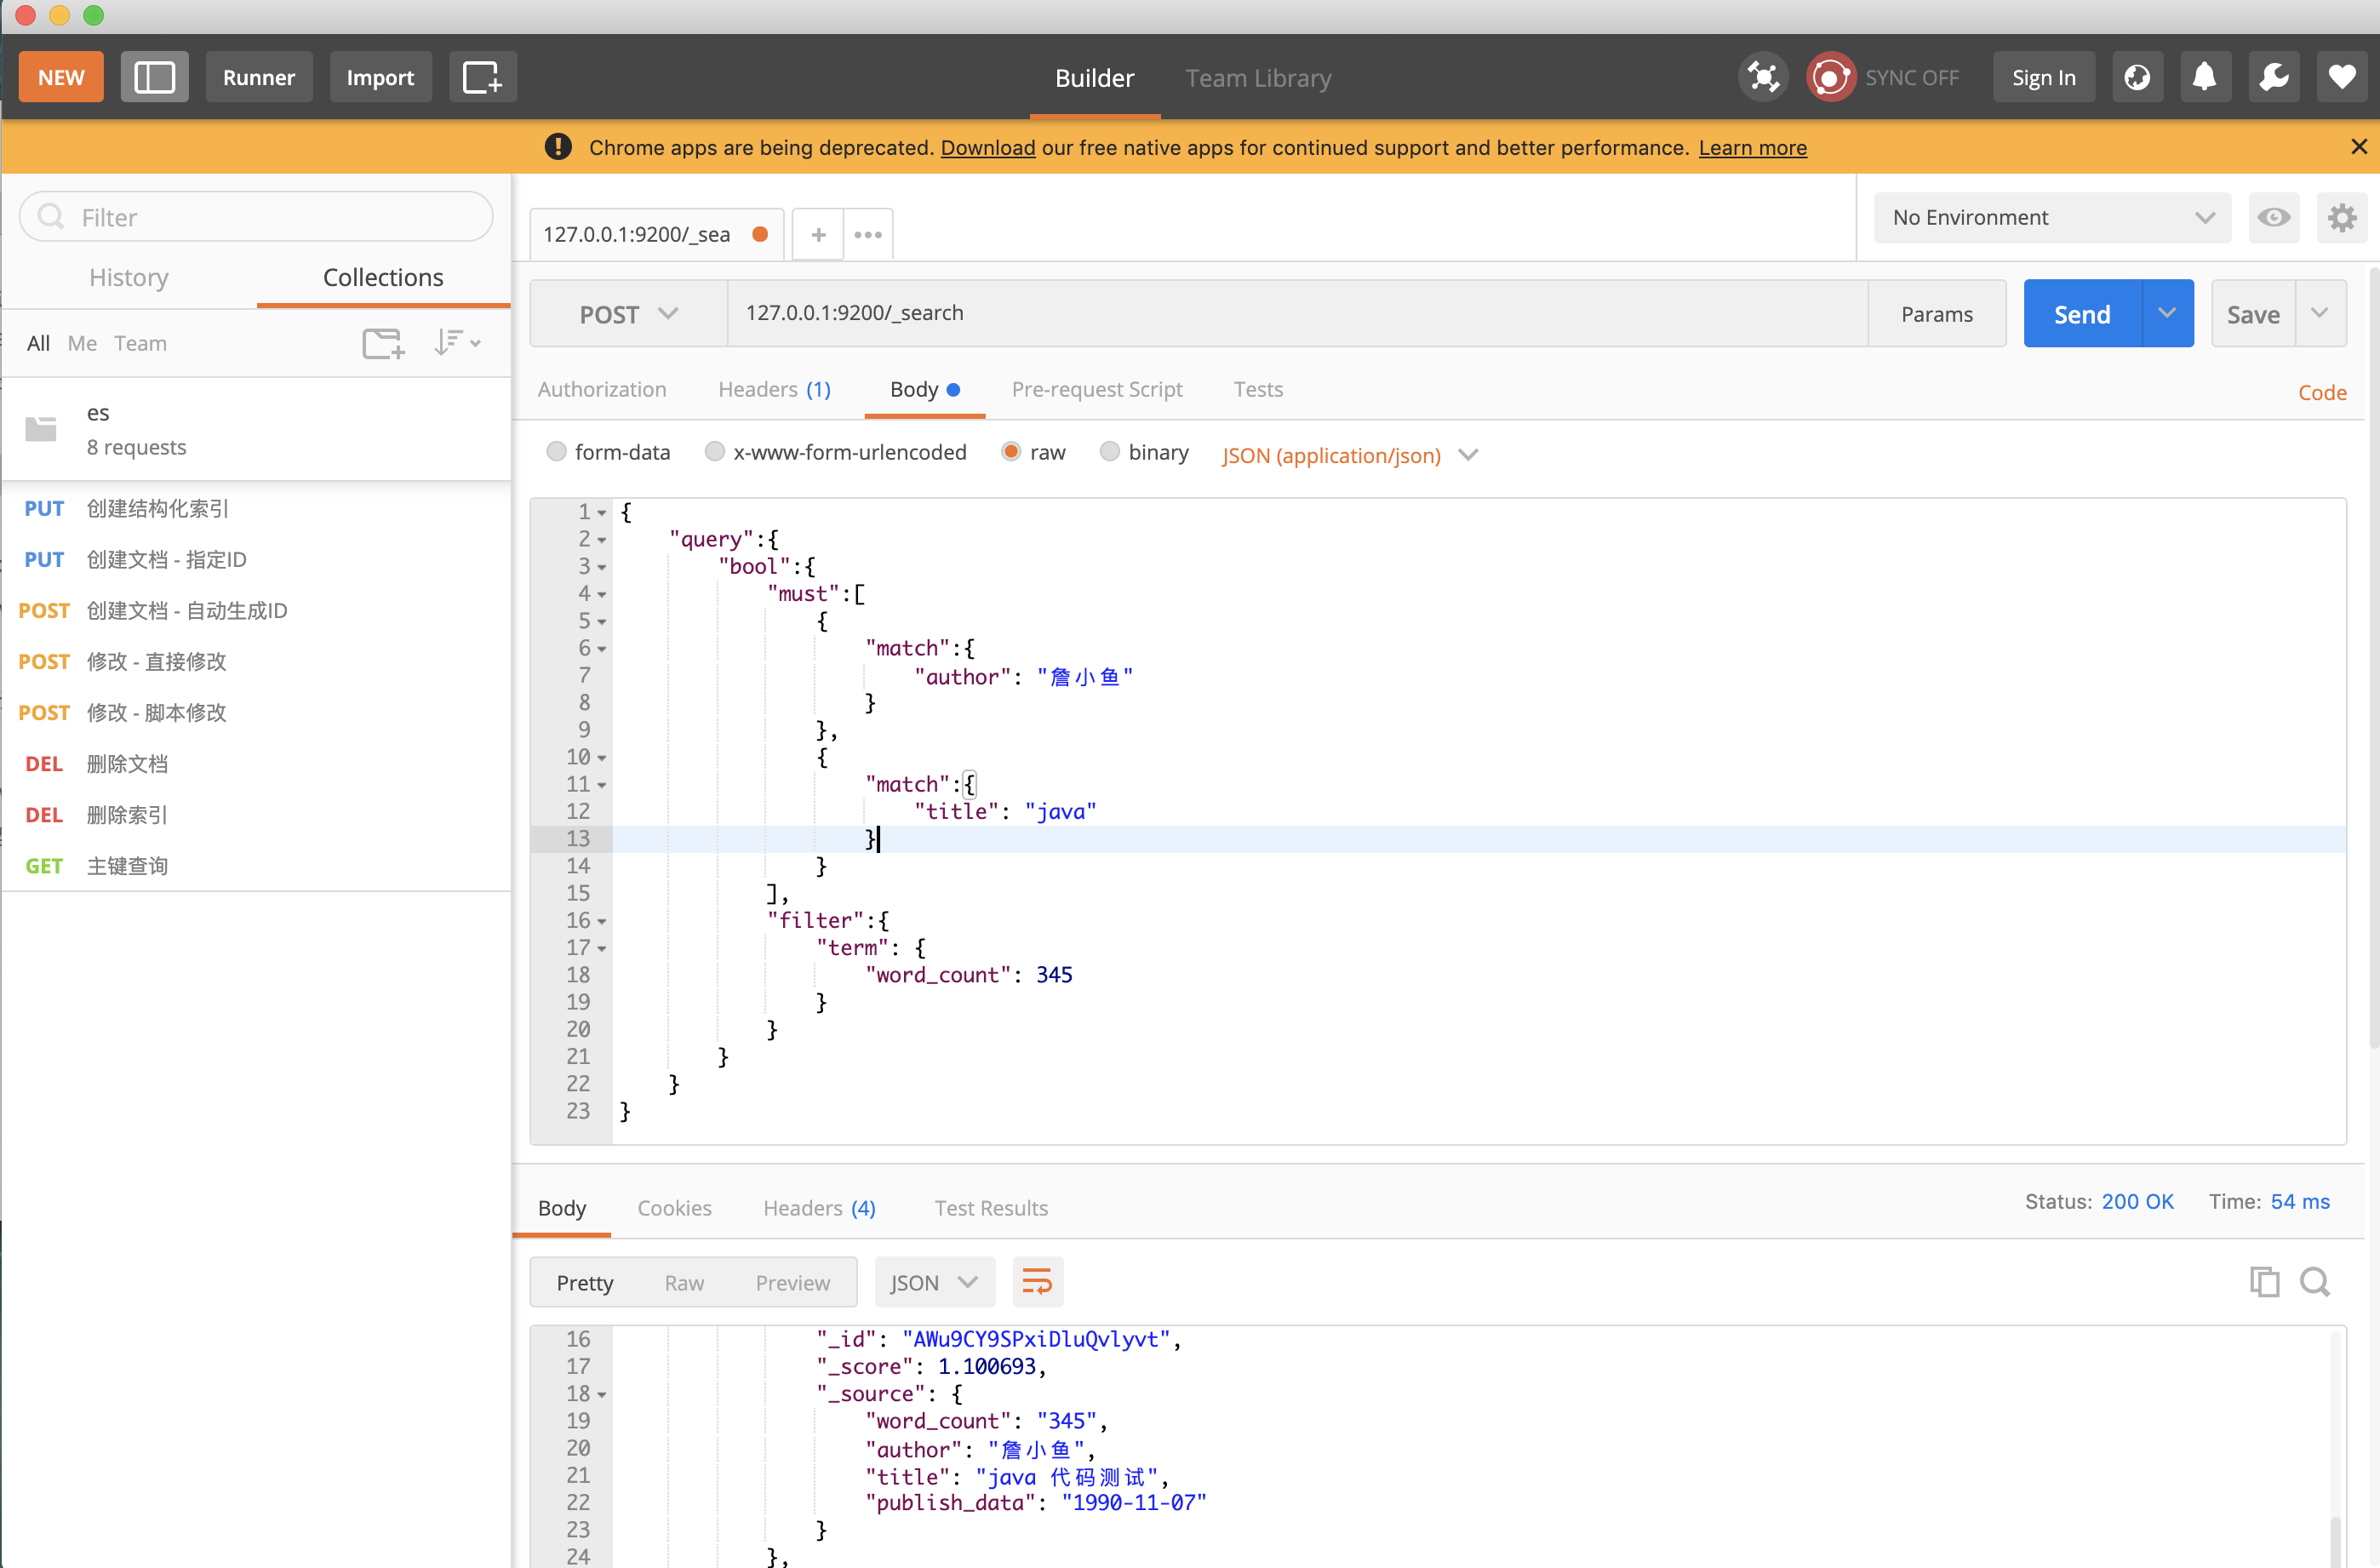 NEW Runner Import Builder Team Library SYNC OFF Sign In
Chrome apps are being deprecated. Download our free native apps for continued support and better performance. Learn more
Filter
History Collections
All Me Team
es
8 requests
PUT 创建结构化索引
PUT 创建文档 - 指定ID
POST 创建文档 - 自动生成ID
POST 修改 - 直接修改
POST 修改 - 脚本修改
DEL 删除文档
DEL 删除索引
GET 主键查询
127.0.0.1:9200/_sea + ••• No Environment
POST 127.0.0.1:9200/_search Params Send Save
Authorization Headers (1) Body Pre-request Script Tests Code
form-data x-www-form-urlencoded raw binary JSON (application/json)
1 {
2 "query":{
3 "bool":{
4 "must":[
5 {
6 "match":{
7 "author": "詹小鱼"
8 }
9 },
10 {
11 "match":{
12 "title": "java"
13 }
14 }
15 ],
16 "filter":{
17 "term": {
18 "word_count": 345
19 }
20 }
21 }
22 }
23 }
Body Cookies Headers (4) Test Results Status: 200 OK Time: 54 ms
Pretty Raw Preview JSON
16 "_id": "AWu9CY9SPxiDluQvlyvt",
17 "_score": 1.100693,
18 "_source": {
19 "word_count": "345",
20 "author": "詹小鱼",
21 "title": "java 代码测试",
22 "publish_data": "1990-11-07"
23 }
24 },